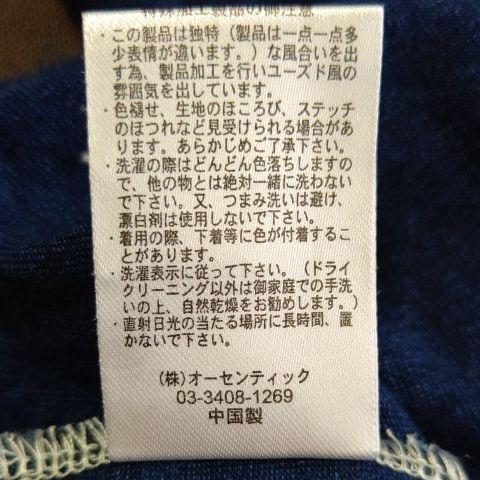 特殊加工製品の御注意
・この製品は独特（製品は一点一点多
少表情が違います。）な風合いを出
す為、製品加工を行いユーズド風の
雰囲気を出しています。
・色褪せ、生地のほころび、ステッチ
のほつれなど見受けられる場合があ
ります。あらかじめご了承下さい。
・洗濯の際はどんどん色落ちしますの
で、他の物とは絶対一緒に洗わない
で下さい。又、つまみ洗いは避け、
漂白剤は使用しないで下さい。
・着用の際、下着等に色が付着するこ
とがあります。
・洗濯表示に従って下さい。（ドライ
クリーニング以外は御家庭での手洗
いの上、自然乾燥をお勧めします。）
・直射日光の当たる場所に長時間、置
かないで下さい。
（株）オーセンティック
03-3408-1269
中国製